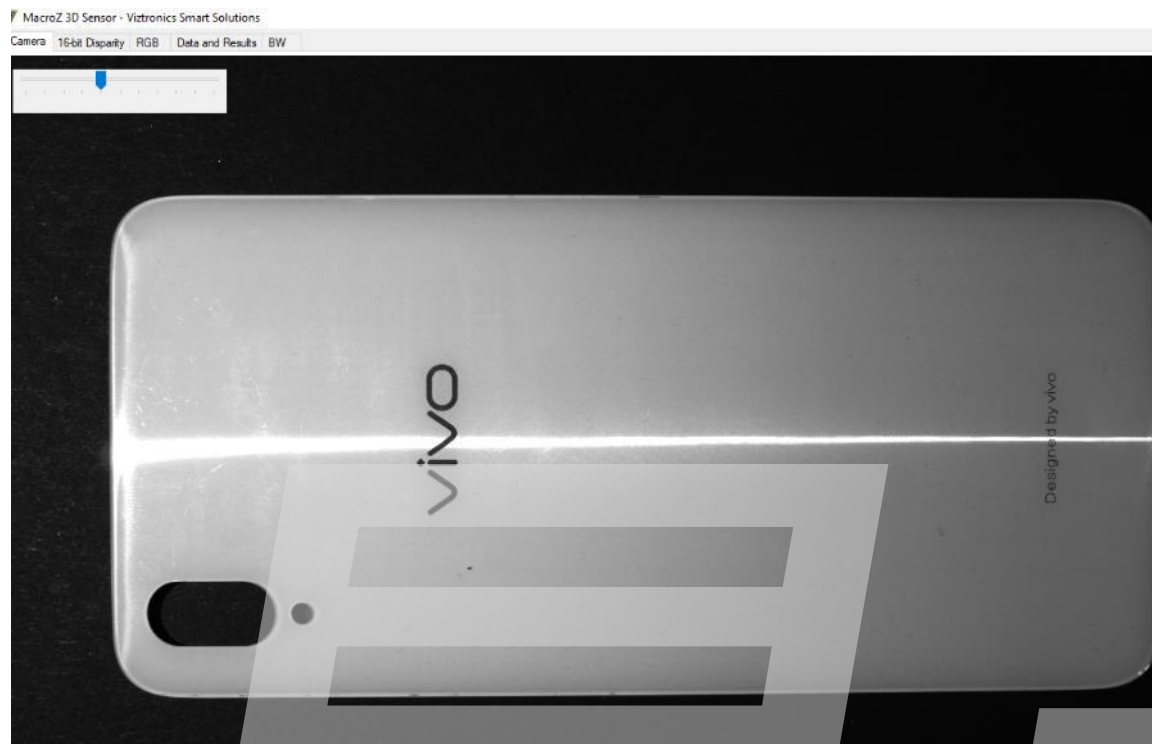 MacroZ 3D Sensor - Viztronics Smart Solutions
Camera 16-bit Disparity RGB Data and Results BW
vivo
Designed by vivo